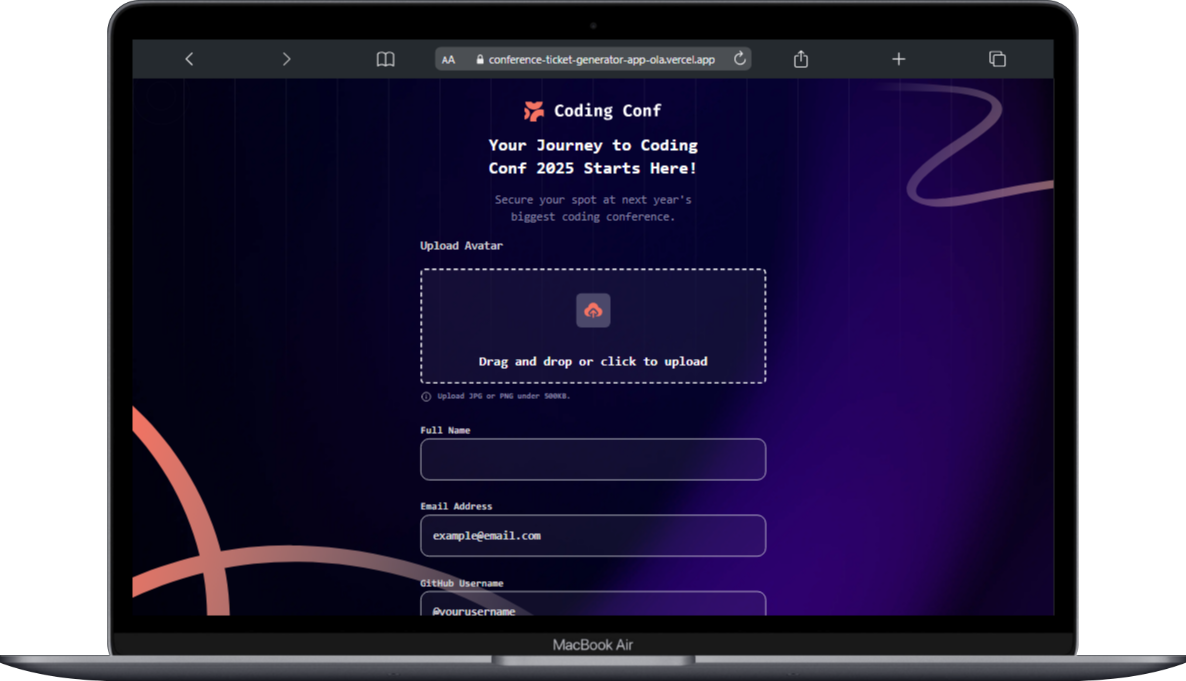 AA conference-ticket-generator-app-ola.vercel.app
Coding Conf
Your Journey to Coding
Conf 2025 Starts Here!
Secure your spot at next year's
biggest coding conference.
Upload Avatar
Drag and drop or click to upload
Upload JPG or PNG under 500KB.
Full Name
Email Address
example@email.com
GitHub Username
@yourusername
MacBook Air